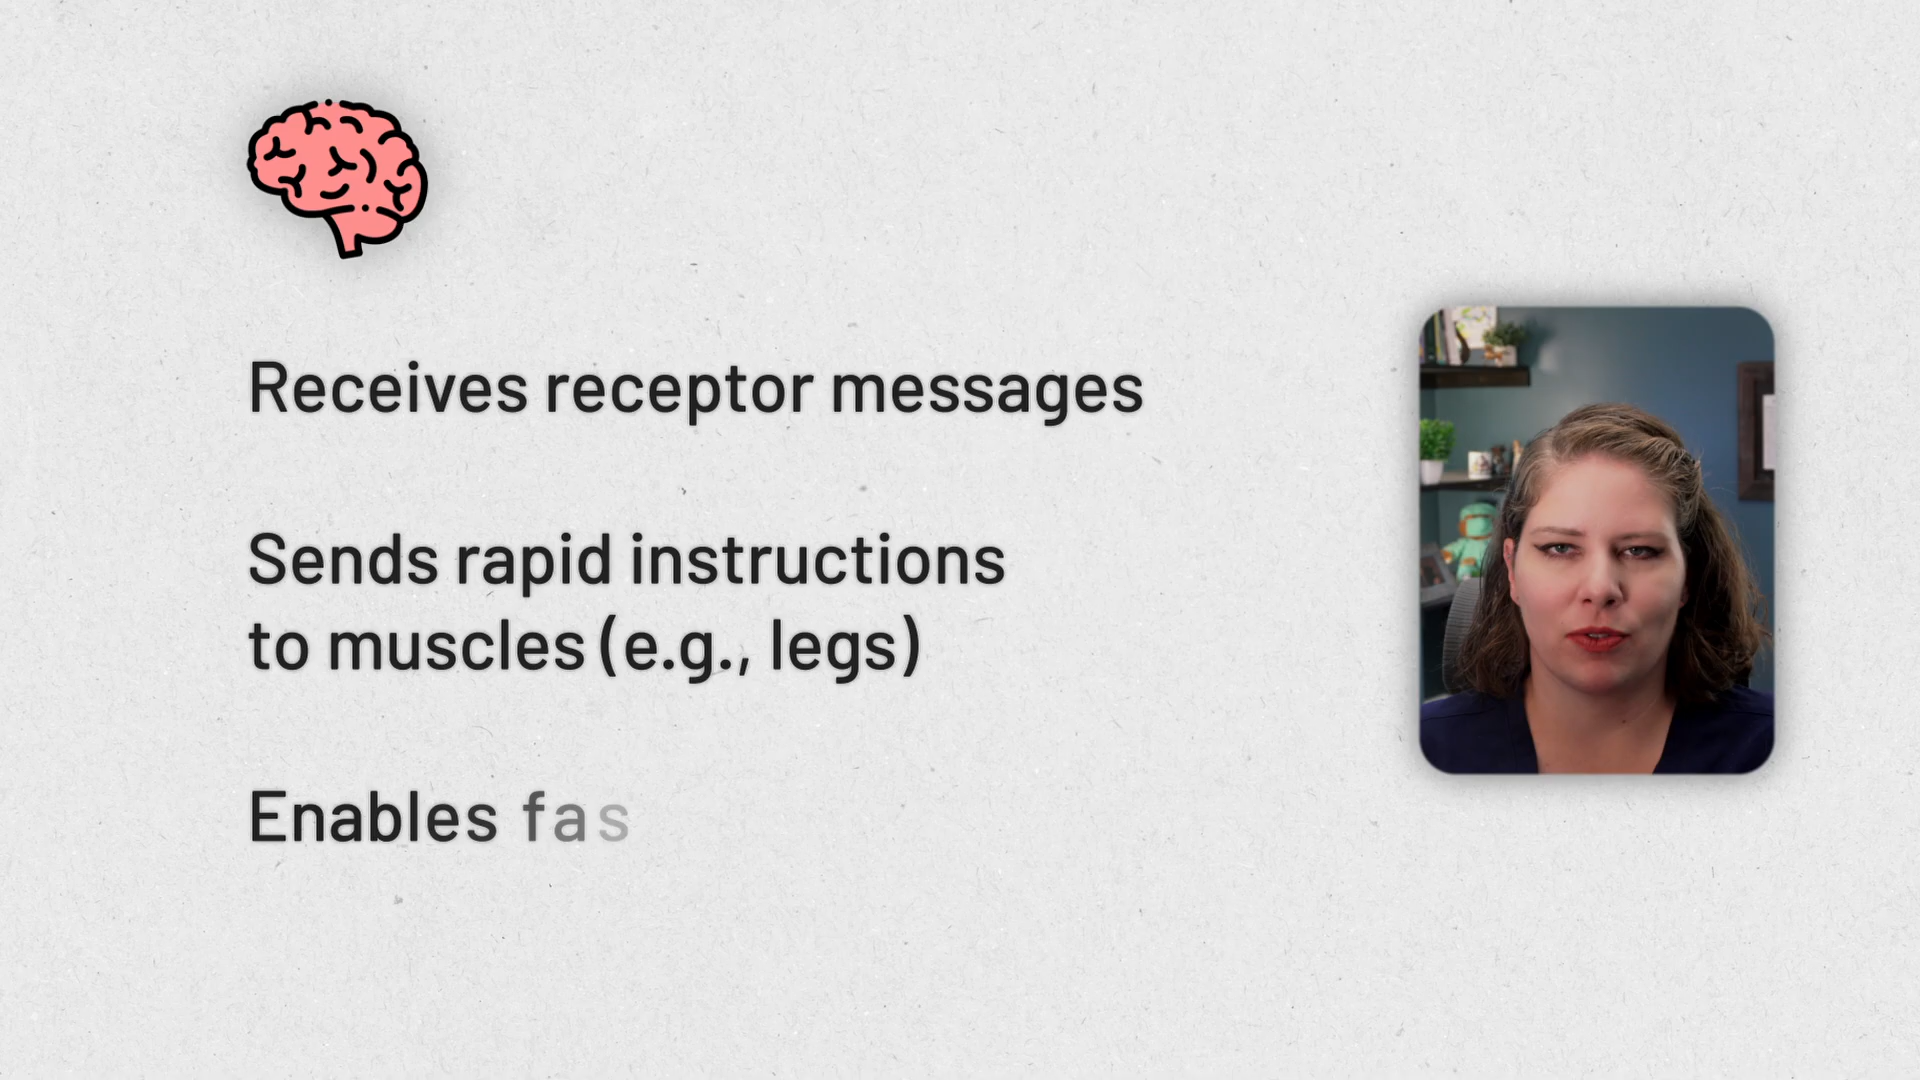 Receives receptor messages
Sends rapid instructions
to muscles (e.g., legs)
Enables fas